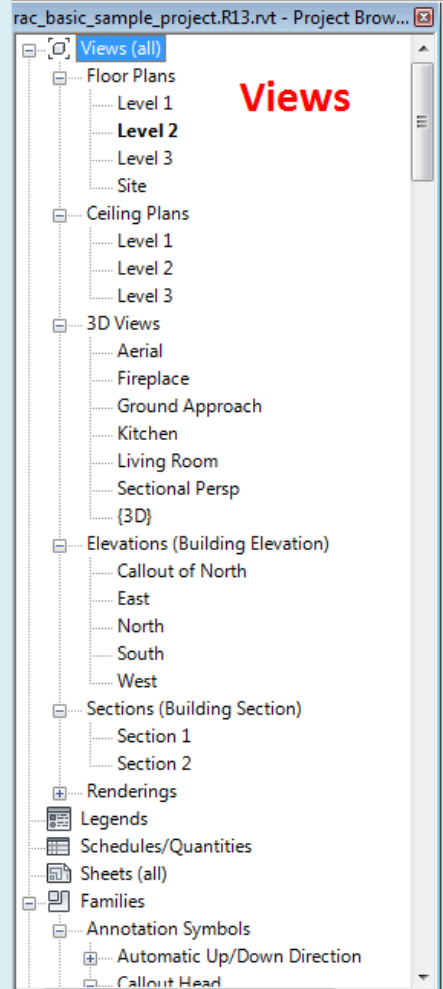 rac_basic_sample_project.R13.rvt - Project Brow...
Views (all)
Floor Plans
Views
Level 1
Level 2
Level 3
Site
Ceiling Plans
Level 1
Level 2
Level 3
3D Views
Aerial
Fireplace
Ground Approach
Kitchen
Living Room
Sectional Persp
{3D}
Elevations (Building Elevation)
Callout of North
East
North
South
West
Sections (Building Section)
Section 1
Section 2
Renderings
Legends
Schedules/Quantities
Sheets (all)
Families
Annotation Symbols
Automatic Up/Down Direction
Callout Head